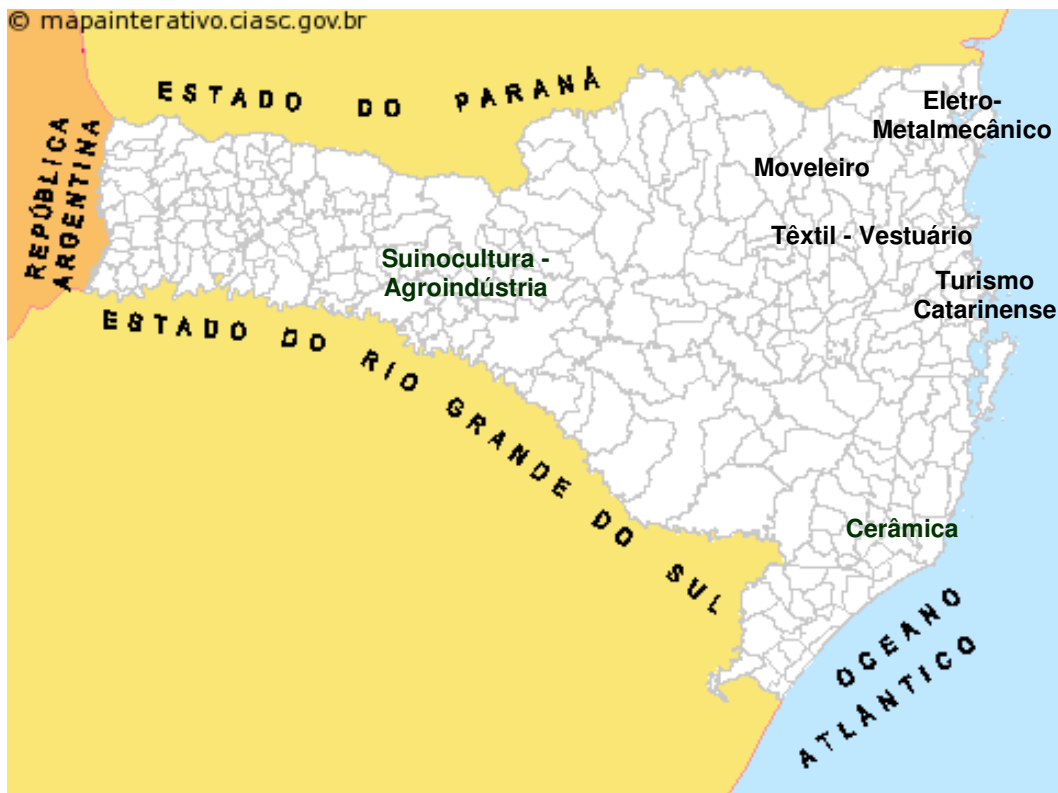 © mapainterativo.ciasc.gov.br
ESTADO DO PARANÁ
REPÚBLICA
ARGENTINA
Eletro-
Metalmecânico
Moveleiro
Têxtil - Vestuário
Suinocultura -
Agroindústria
Turismo
Catarinense
ESTADO DO RIO GRANDE DO SUL
Cerâmica
OCEANO
ATLÂNTICO